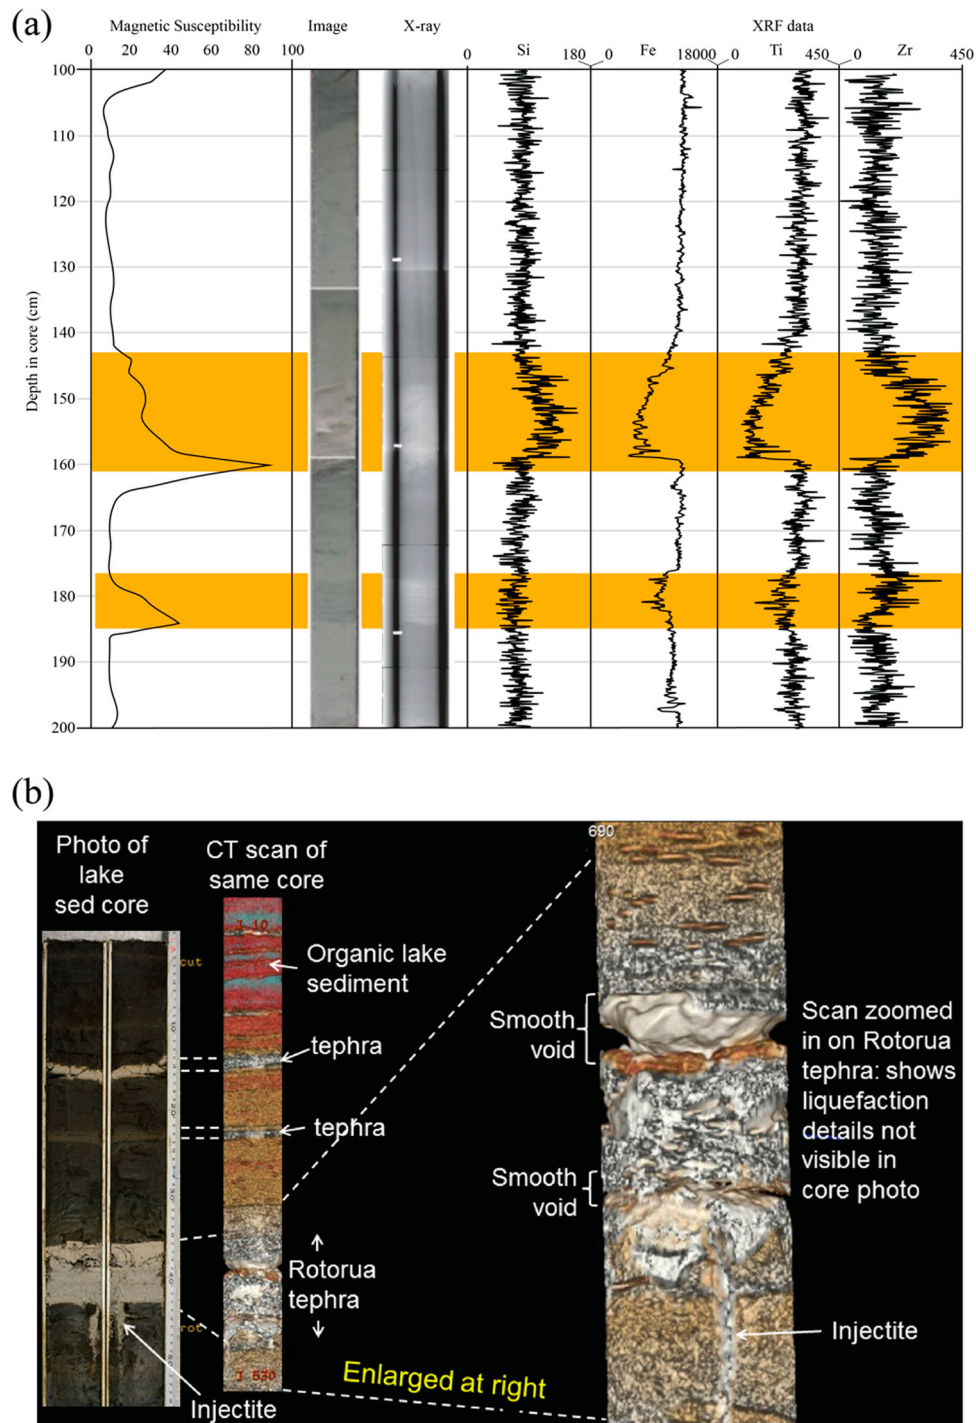 (a)
Magnetic Susceptibility
Image
X-ray
XRF data
0 20 40 60 80 100
0 Si 180
0 Fe 18000
0 Ti 450
0 Zr 450
Depth in core (cm)
100
110
120
130
140
150
160
170
180
190
200
(b)
Photo of
lake
sed core
CT scan of
same core
cut
J 10
Organic lake
sediment
tephra
tephra
Rotorua
tephra
rot
J 530
Injectite
Enlarged at right
690
Smooth
void
Smooth
void
Scan zoomed
in on Rotorua
tephra: shows
liquefaction
details not
visible in
core photo
Injectite